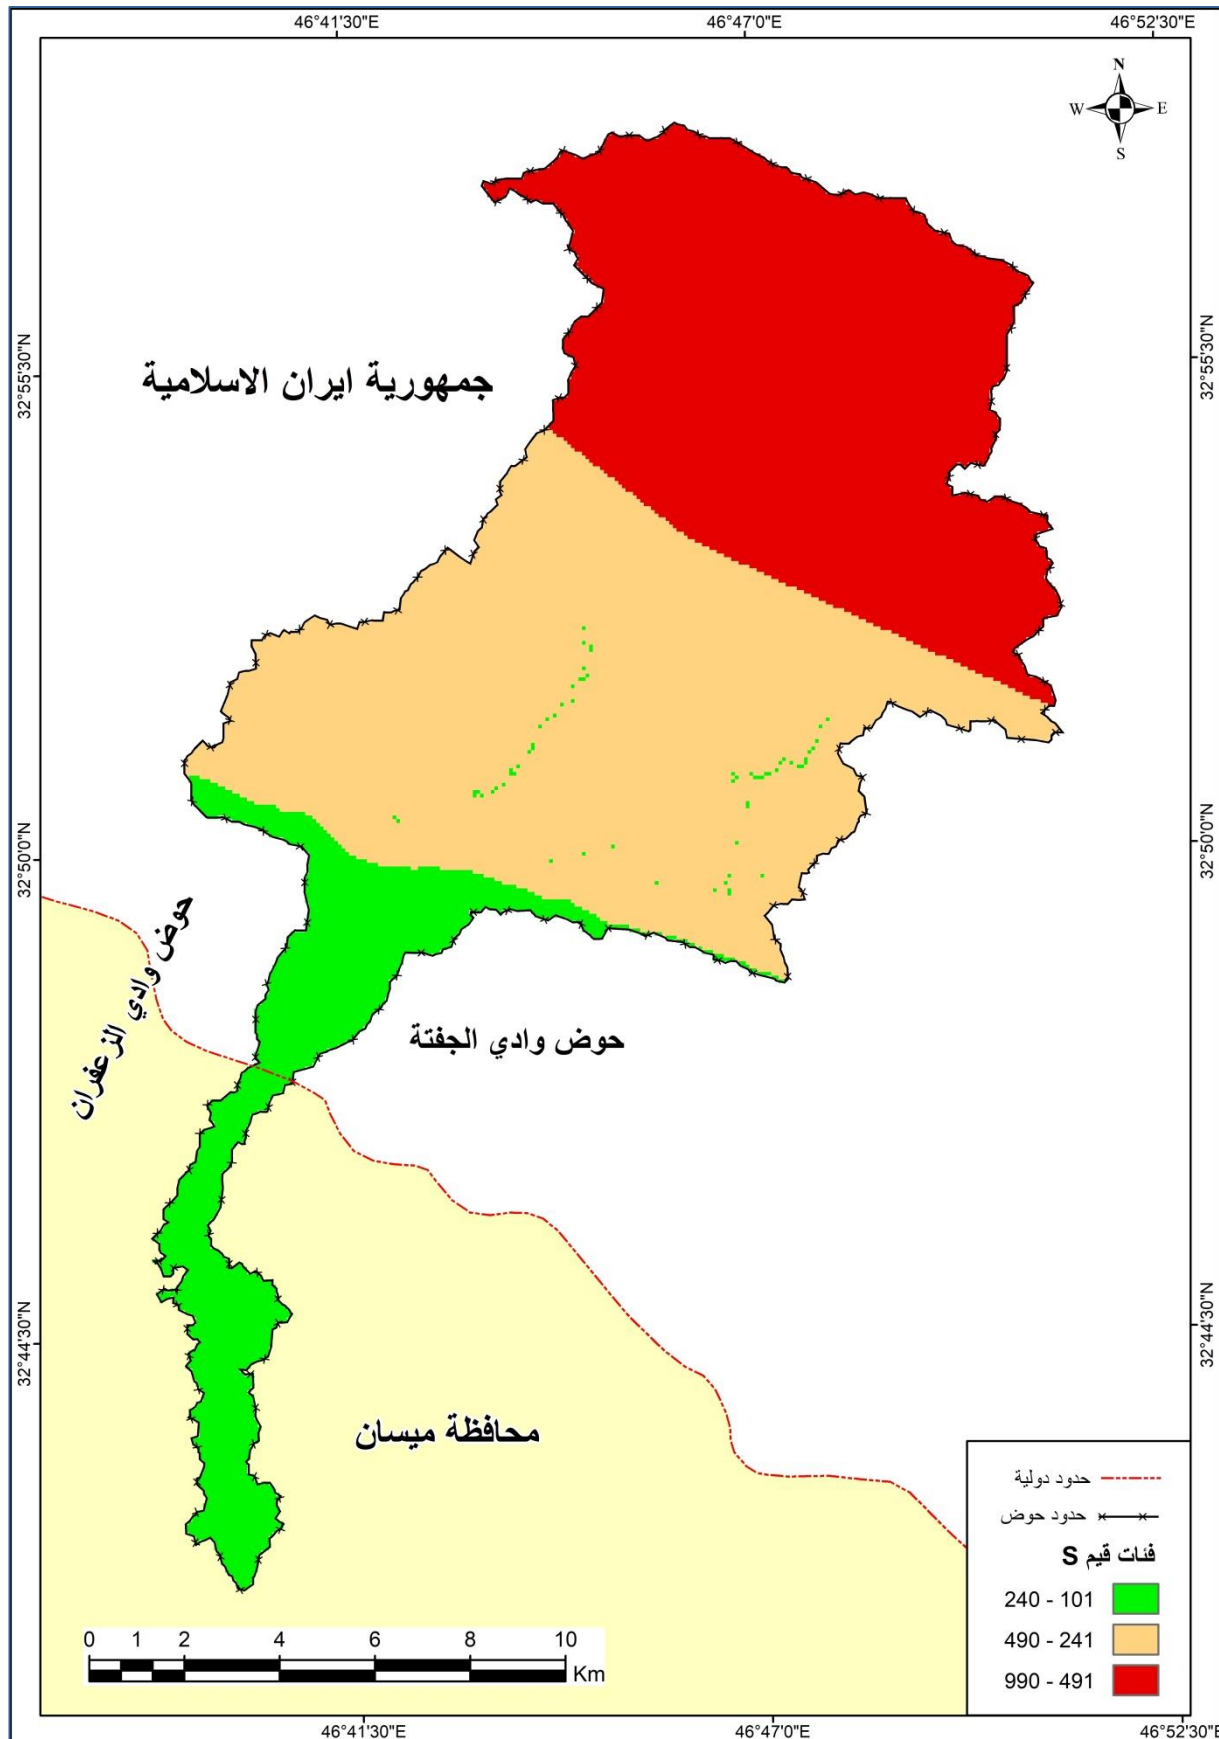 46°41'30"E
46°47'0"E
46°52'30"E
N
W E
S
32°55'30"N
32°55'30"N
جمهورية ايران الاسلامية
32°50'0"N
32°50'0"N
حوض وادي الزعفران
حوض وادي الجفتة
32°44'30"N
32°44'30"N
محافظة ميسان
حدود دولية
حدود حوض
فئات قيم S
240 - 101
490 - 241
990 - 491
0 1 2 4 6 8 10
Km
46°41'30"E
46°47'0"E
46°52'30"E